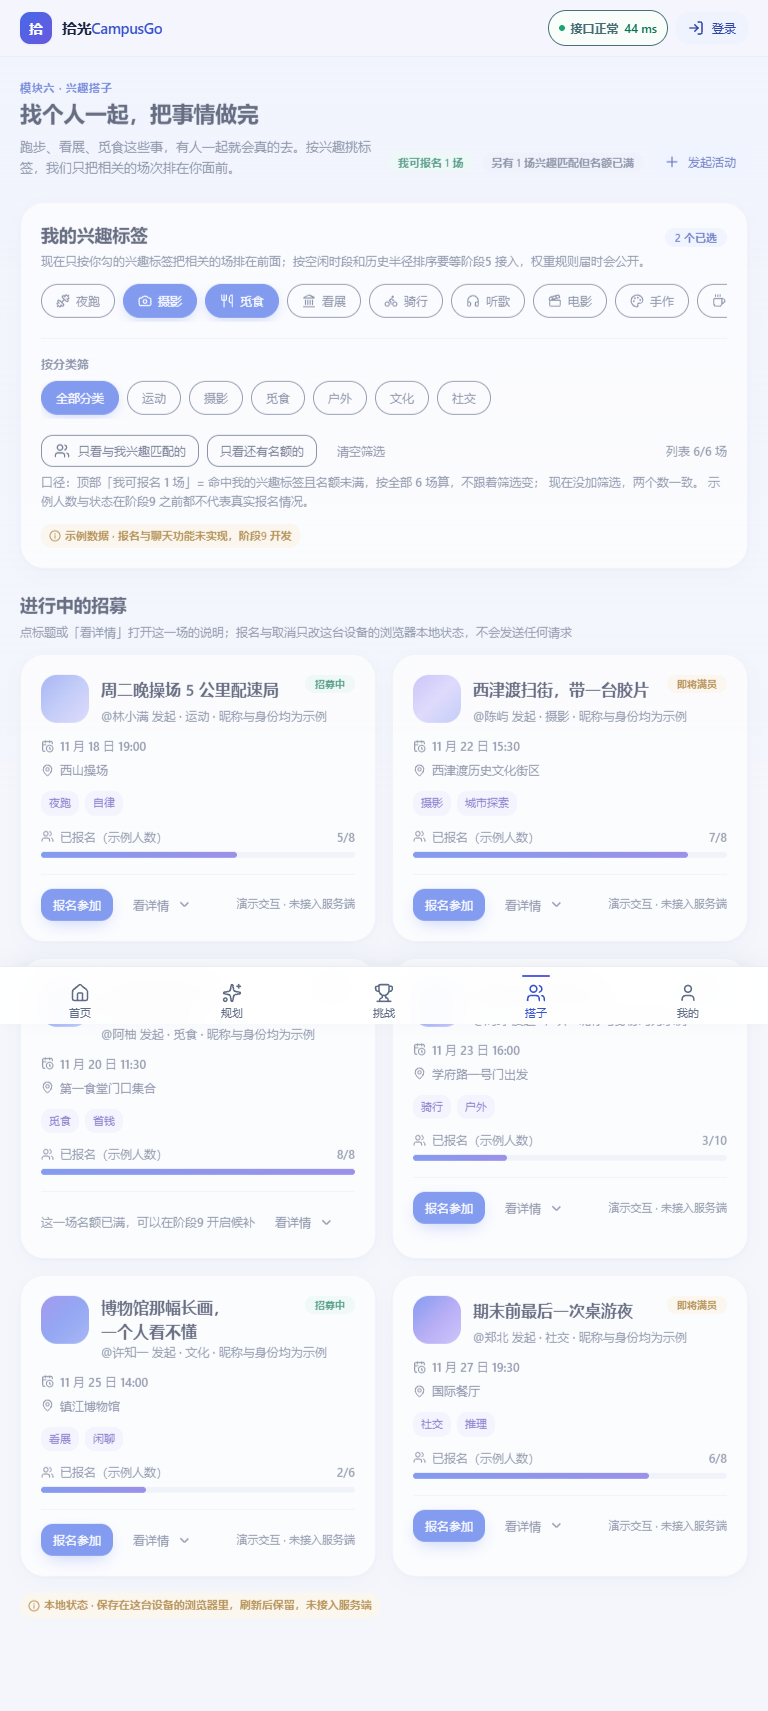 拾 拾光CampusGo
接口正常 44 ms
登录
模块六 · 兴趣搭子
找个人一起，把事情做完
跑步、看展、觅食这些事，有人一起就会真的去。按兴趣挑标
签，我们只把相关的场次排在你面前。
我可报名 1 场
另有 1 场兴趣匹配但名额已满
发起活动
我的兴趣标签
2 个已选
现在只按你勾的兴趣标签把相关的场排在前面；按空闲时段和历史半径排序要等阶段5 接入，权重规则届时会公开。
夜跑 摄影 觅食 看展 骑行 听歌 电影 手作
按分类筛
全部分类 运动 摄影 觅食 户外 文化 社交
只看与我兴趣匹配的 只看还有名额的 清空筛选 列表 6/6 场
口径：顶部「我可报名 1 场」= 命中我的兴趣标签且名额未满，按全部 6 场算，不跟着筛选变； 现在没加筛选，两个数一致。 示
例人数与状态在阶段9 之前都不代表真实报名情况。
示例数据 · 报名与聊天功能未实现，阶段9 开发
进行中的招募
点标题或「看详情」打开这一场的说明；报名与取消只改这台设备的浏览器本地状态，不会发送任何请求
周二晚操场 5 公里配速局
招募中
@林小满 发起 · 运动 · 昵称与身份均为示例
11 月 18 日 19:00
西山操场
夜跑 自律
已报名（示例人数） 5/8
报名参加 看详情 演示交互 · 未接入服务端
西津渡扫街，带一台胶片
即将满员
@陈屿 发起 · 摄影 · 昵称与身份均为示例
11 月 22 日 15:30
西津渡历史文化街区
摄影 城市探索
已报名（示例人数） 7/8
报名参加 看详情 演示交互 · 未接入服务端
首页 规划 挑战 搭子 我的
@阿柚 发起 · 觅食 · 昵称与身份均为示例
11 月 20 日 11:30
第一食堂门口集合
觅食 省钱
已报名（示例人数） 8/8
这一场名额已满，可以在阶段9 开启候补 看详情
11 月 23 日 16:00
学府路一号门出发
骑行 户外
已报名（示例人数） 3/10
报名参加 看详情 演示交互 · 未接入服务端
博物馆那幅长画，
一个人看不懂
招募中
@许知一 发起 · 文化 · 昵称与身份均为示例
11 月 25 日 14:00
镇江博物馆
看展 闲聊
已报名（示例人数） 2/6
报名参加 看详情 演示交互 · 未接入服务端
期末前最后一次桌游夜
即将满员
@郑北 发起 · 社交 · 昵称与身份均为示例
11 月 27 日 19:30
国际餐厅
社交 推理
已报名（示例人数） 6/8
报名参加 看详情 演示交互 · 未接入服务端
本地状态 · 保存在这台设备的浏览器里，刷新后保留，未接入服务端